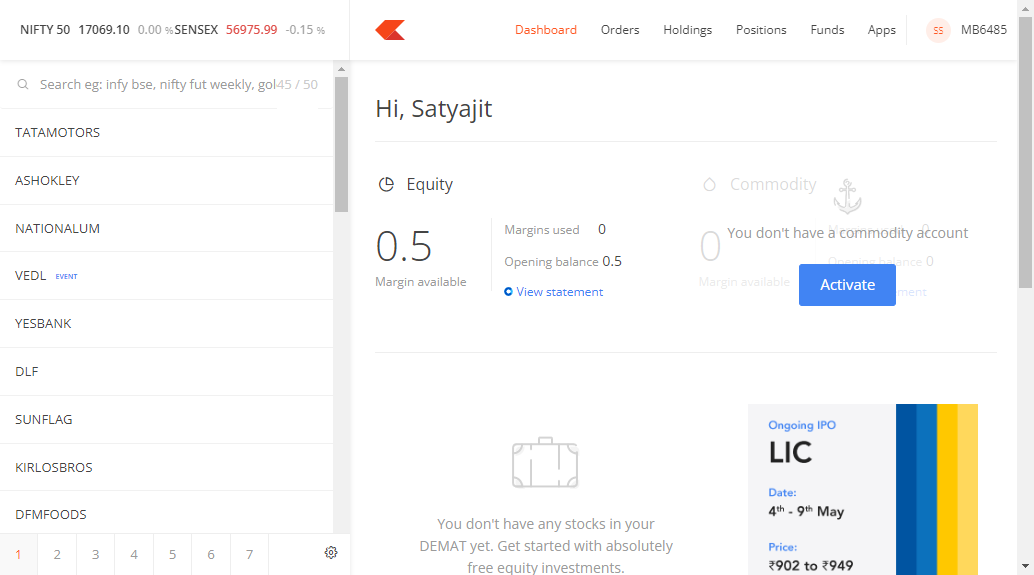 NIFTY 50 17069.10 0.00 % SENSEX 56975.99 -0.15 %
Dashboard Orders Holdings Positions Funds Apps SS MB6485
Search eg: infy bse, nifty fut weekly, gol 45 / 50
TATAMOTORS
ASHOKLEY
NATIONALUM
VEDL EVENT
YESBANK
DLF
SUNFLAG
KIRLOSBROS
DFMFOODS
1 2 3 4 5 6 7
Hi, Satyajit
Equity
0.5
Margin available
Margins used 0
Opening balance 0.5
View statement
Commodity
0
Margin available
Margins used 0
You don't have a commodity account
Opening balance 0
Activate
Ongoing IPO
LIC
Date:
4th - 9th May
Price:
₹902 to ₹949
You don't have any stocks in your
DEMAT yet. Get started with absolutely
free equity investments.